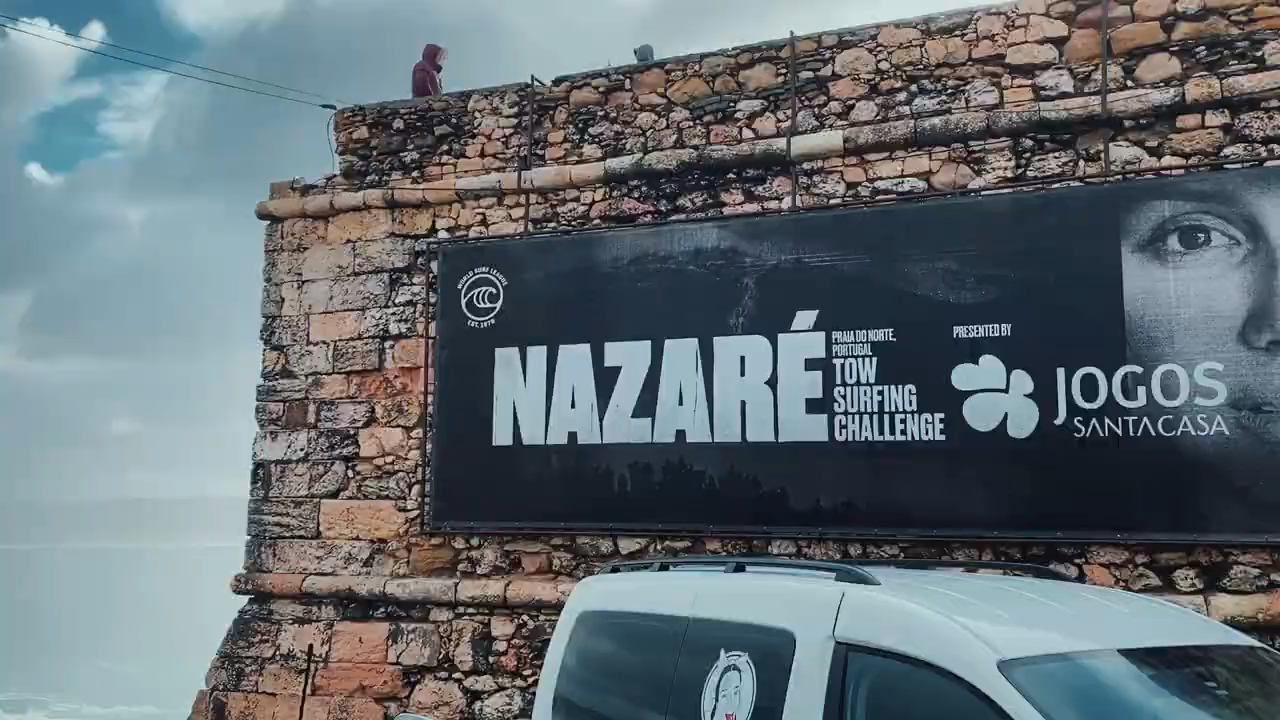 WORLD SURF LEAGUE
EST. 1976
NAZARÉ
PRAIA DO NORTE,
PORTUGAL
TOW
SURFING
CHALLENGE
PRESENTED BY
JOGOS
SANTACASA